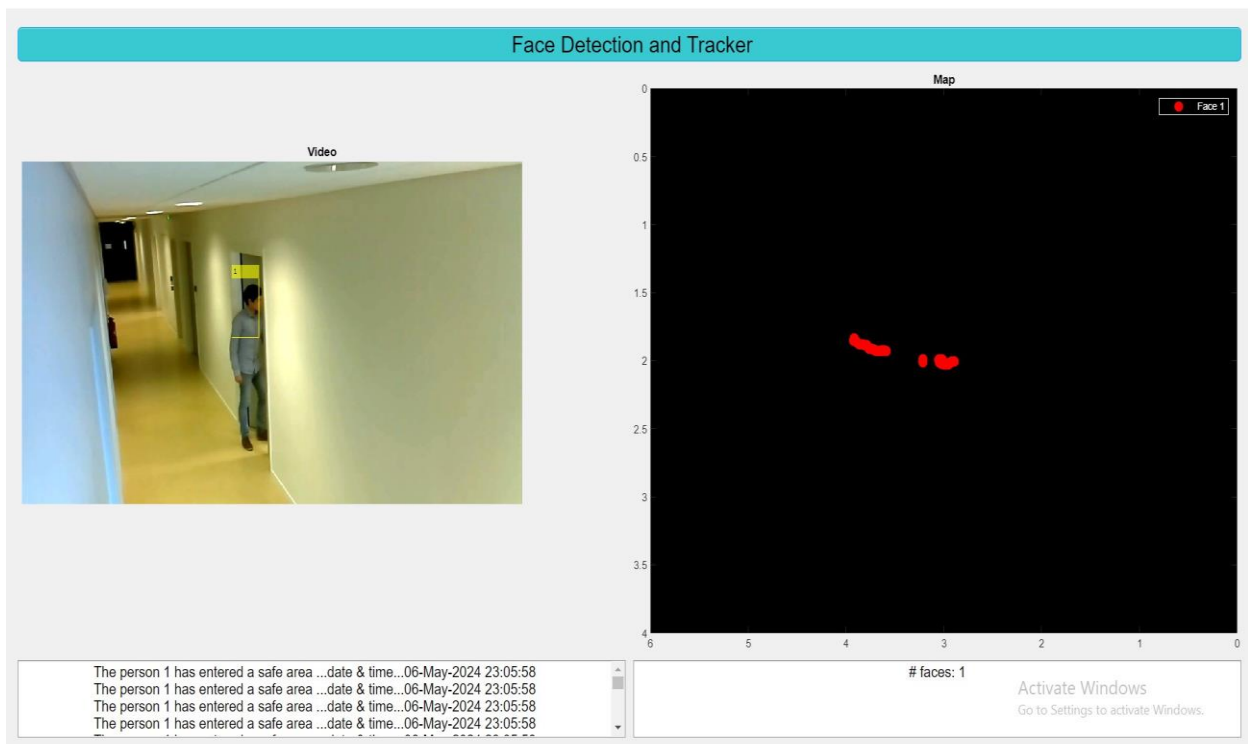 Face Detection and Tracker
Map
Face 1
Video
1
0
0.5
1
1.5
2
2.5
3
3.5
4
6
5
4
3
2
1
0
The person 1 has entered a safe area ...date & time...06-May-2024 23:05:58
The person 1 has entered a safe area ...date & time...06-May-2024 23:05:58
The person 1 has entered a safe area ...date & time...06-May-2024 23:05:58
The person 1 has entered a safe area ...date & time...06-May-2024 23:05:58
# faces: 1
Activate Windows
Go to Settings to activate Windows.